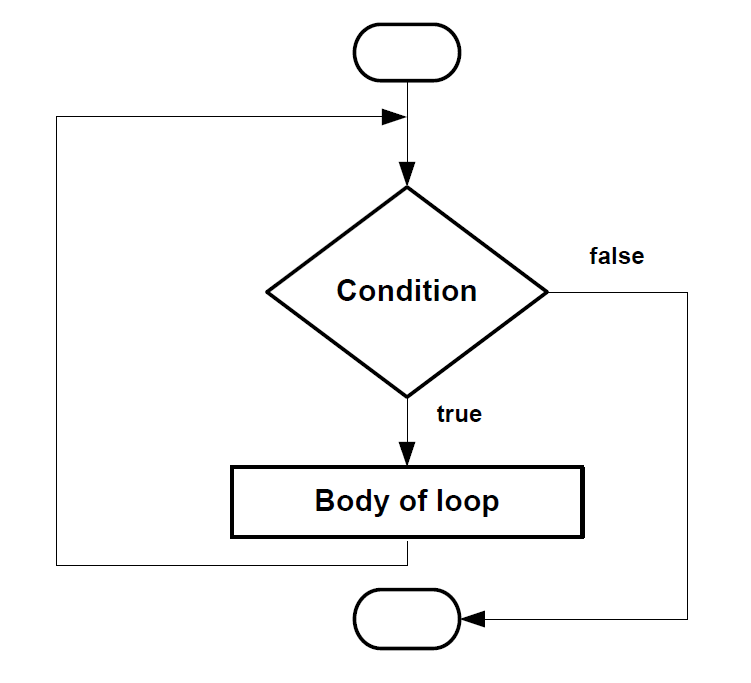 Condition
false
true
Body of loop